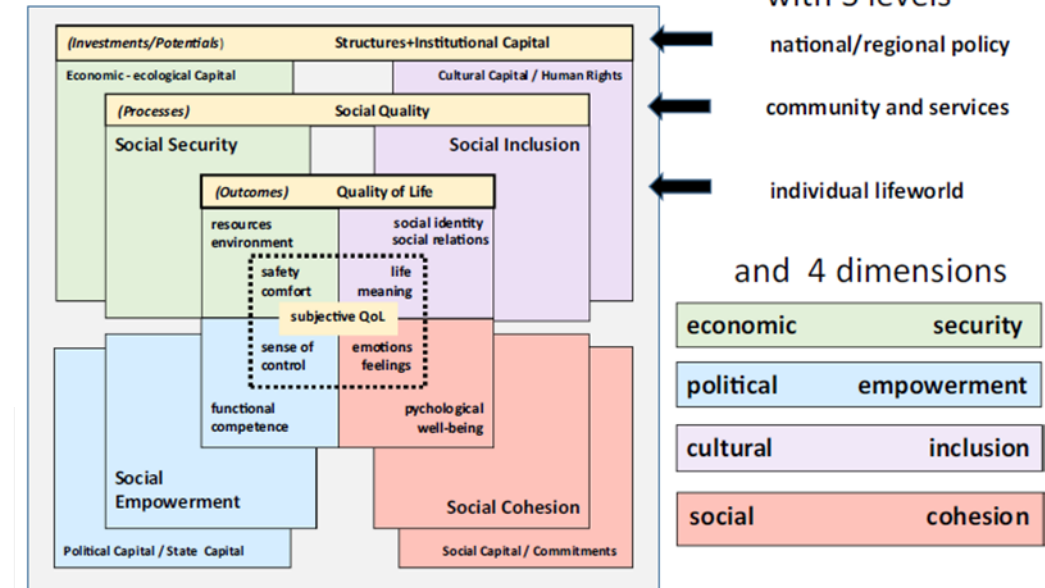 with 3 levels
(Investments/Potentials) Structures+Institutional Capital
national/regional policy
Economic - ecological Capital
Cultural Capital / Human Rights
(Processes) Social Quality
community and services
Social Security
Social Inclusion
(Outcomes) Quality of Life
individual lifeworld
resources
environment
social identity
social relations
safety
comfort
life
meaning
subjective QoL
sense of
control
emotions
feelings
functional
competence
pychological
well-being
Social
Empowerment
Social Cohesion
Political Capital / State Capital
Social Capital / Commitments
and 4 dimensions
economic security
political empowerment
cultural inclusion
social cohesion